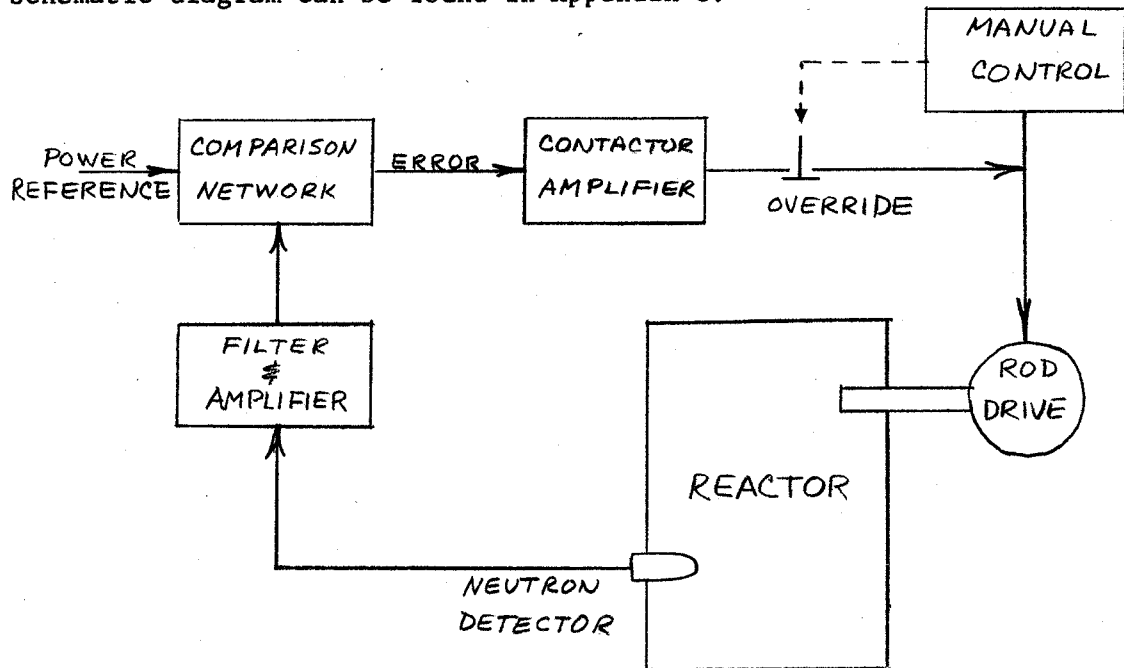 schematic diagram can be found in Appendix
MANUAL
CONTROL
POWER
REFERENCE
COMPARISON
NETWORK
ERROR
CONTACTOR
AMPLIFIER
OVERRIDE
FILTER
&
AMPLIFIER
ROD
DRIVE
REACTOR
NEUTRON
DETECTOR